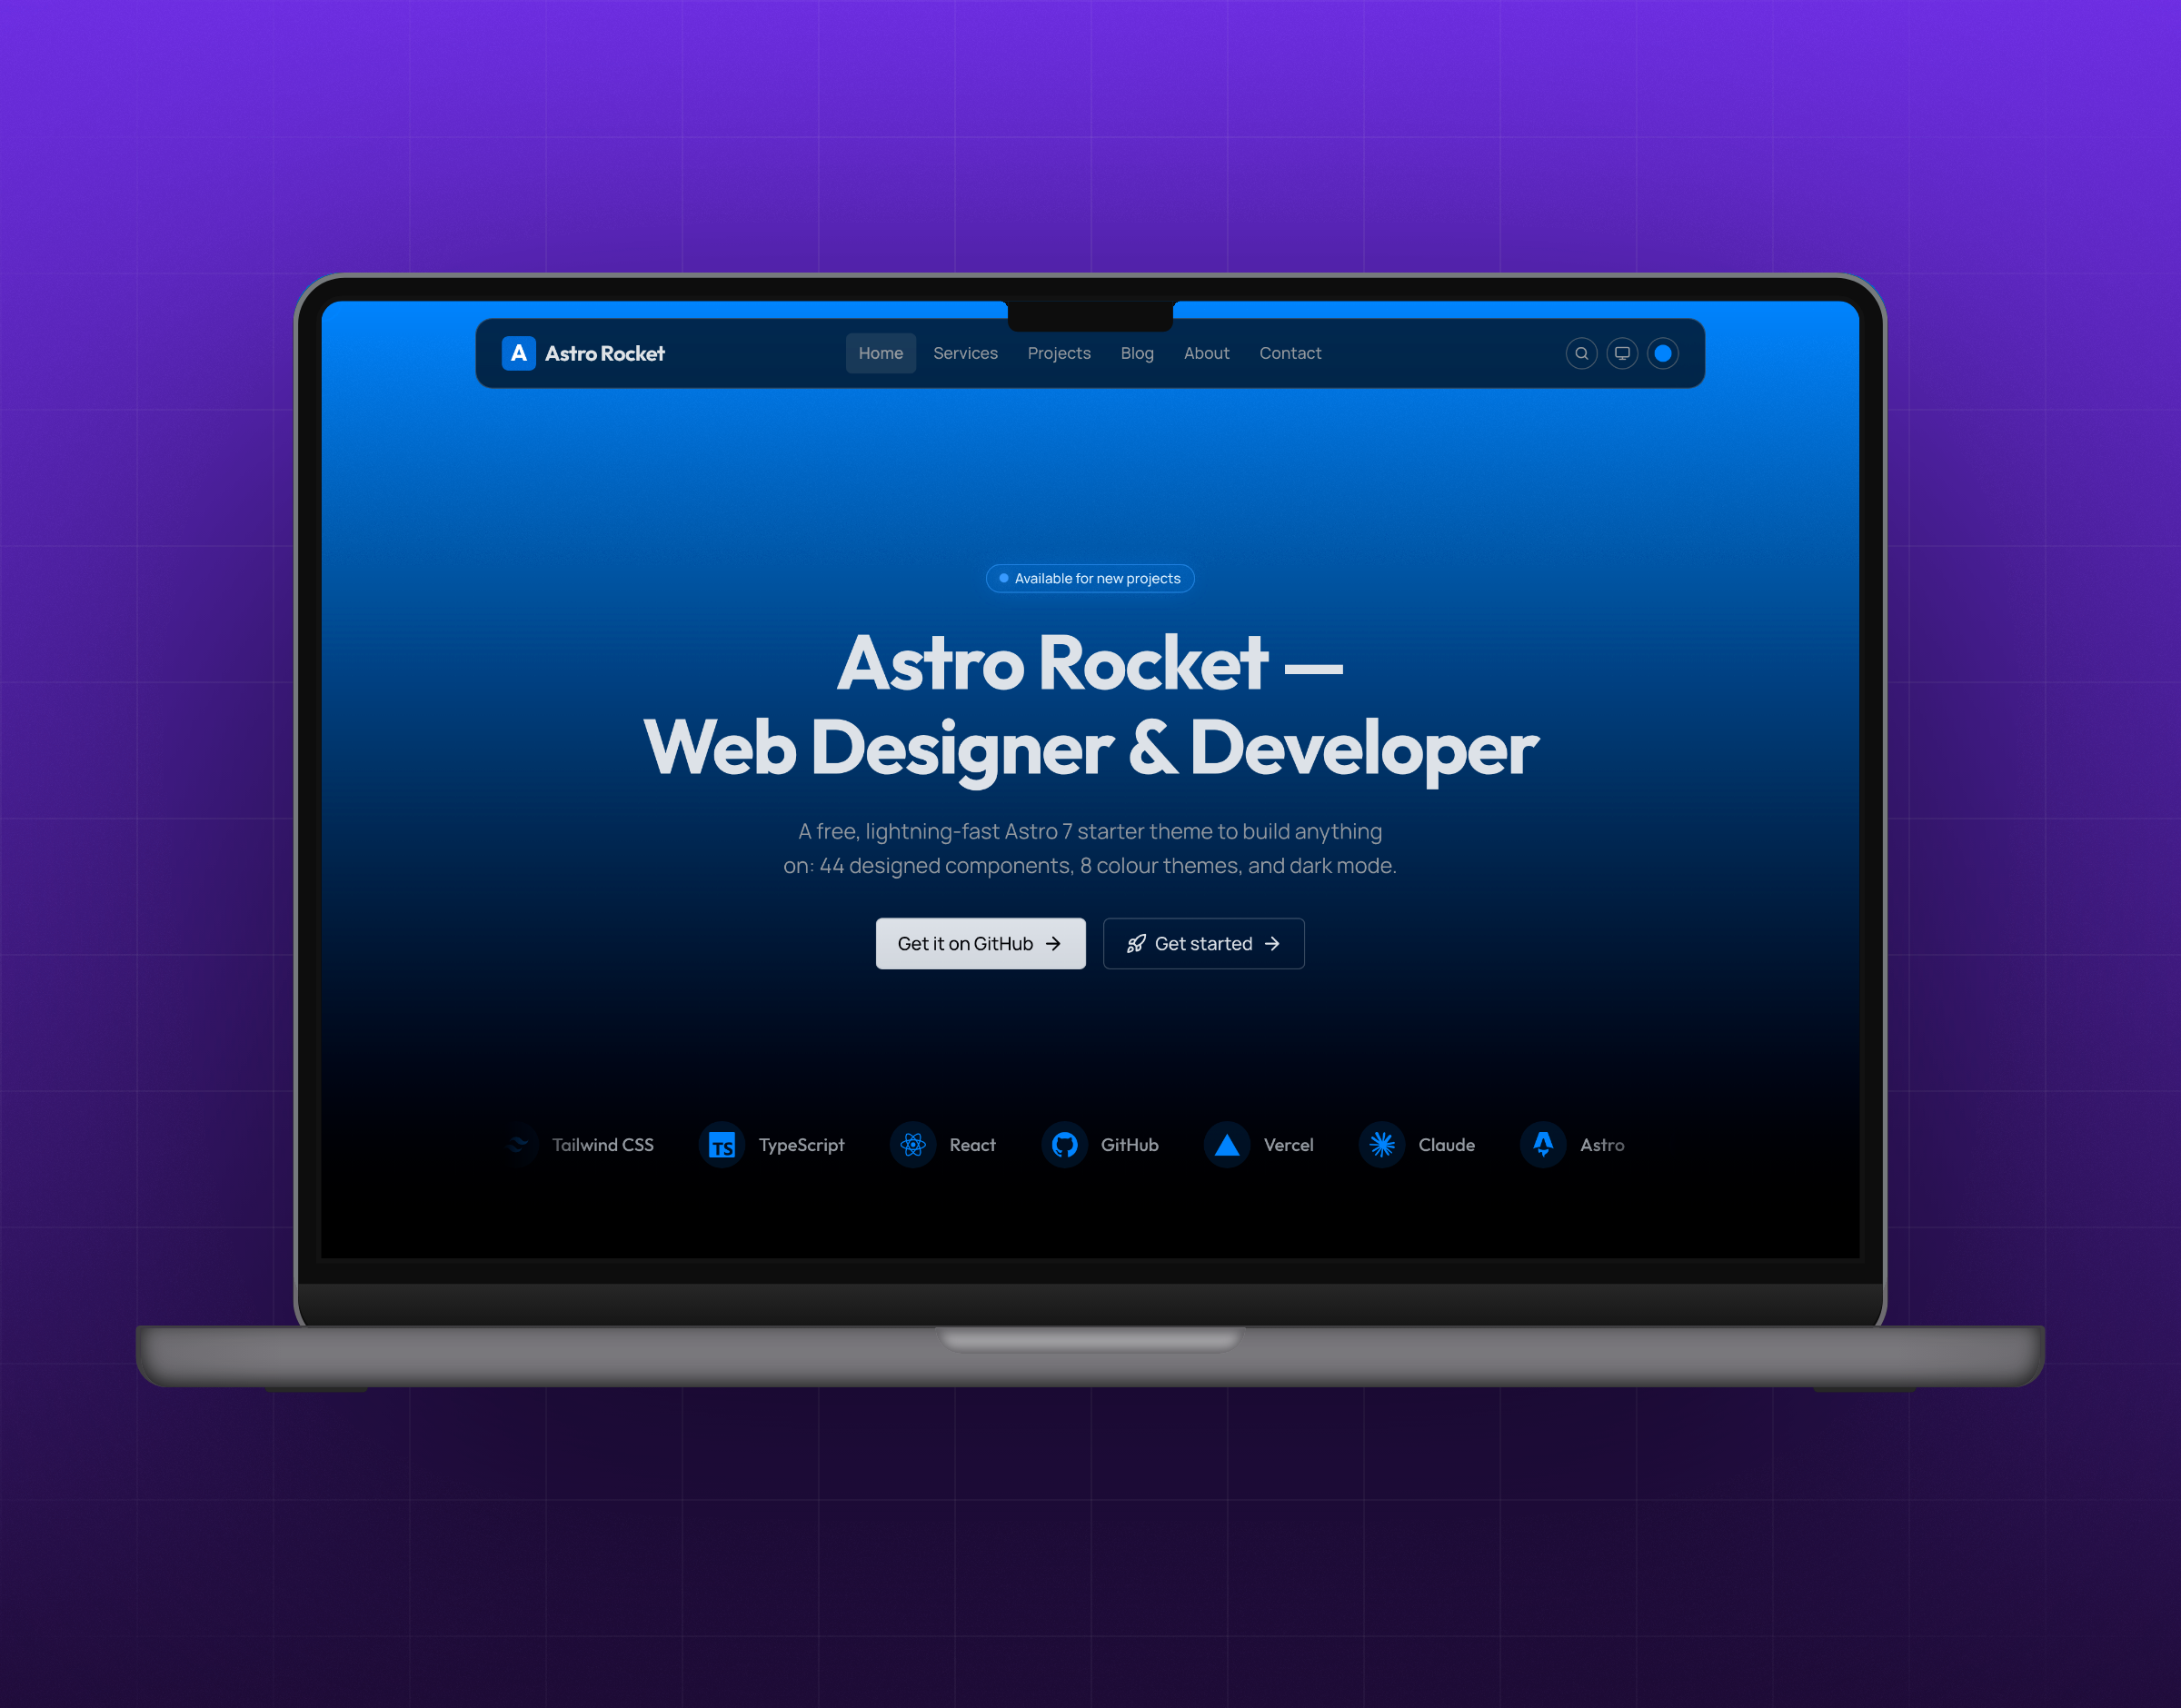 A Astro Rocket
Home Services Projects Blog About Contact
Available for new projects
Astro Rocket —
Web Designer & Developer
A free, lightning-fast Astro 7 starter theme to build anything
on: 44 designed components, 8 colour themes, and dark mode.
Get it on GitHub → Get started →
Tailwind CSS TS TypeScript React GitHub Vercel Claude Astro